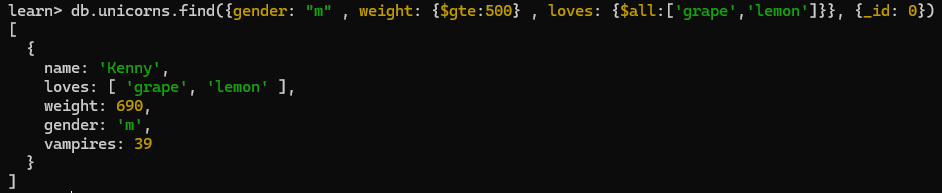 learn> db.unicorns.find({gender: "m" , weight: {$gte:500} , loves: {$all:['grape','lemon']}}, {_id: 0})
[
  {
    name: 'Kenny',
    loves: [ 'grape', 'lemon' ],
    weight: 690,
    gender: 'm',
    vampires: 39
  }
]